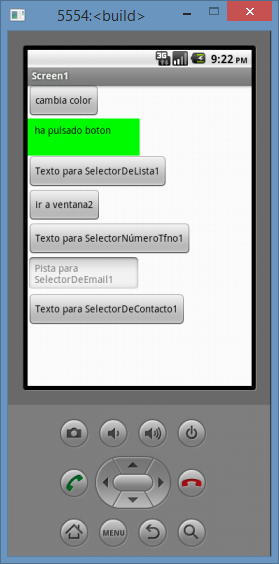 5554:<build>
3G 9:22 PM
Screen1
cambia color
ha pulsado boton
Texto para SelectorDeLista1
ir a ventana2
Texto para SelectorNúmeroTfno1
Pista para
SelectorDeEmail1
Texto para SelectorDeContacto1
MENU